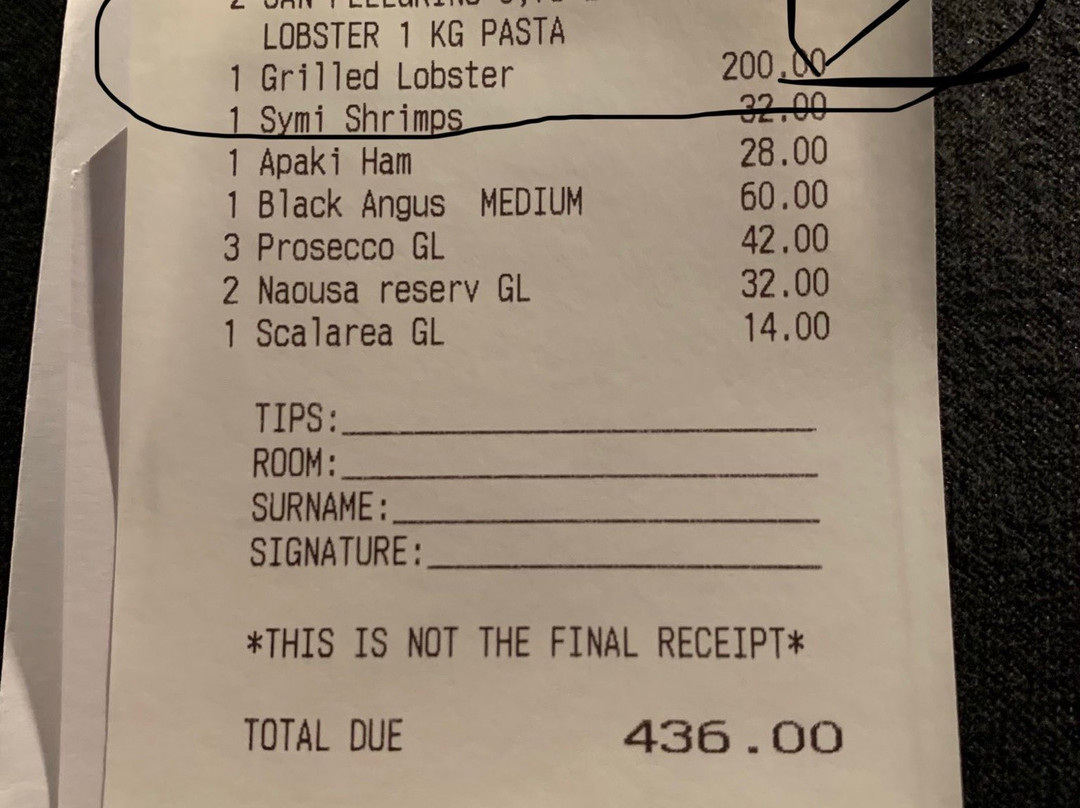 2
LOBSTER 1 KG PASTA
1 Grilled Lobster 200.00
1 Symi Shrimps 32.00
1 Apaki Ham 28.00
1 Black Angus MEDIUM 60.00
3 Prosecco GL 42.00
2 Naousa reserv GL 32.00
1 Scalarea GL 14.00
TIPS:
ROOM:
SURNAME:
SIGNATURE:
*THIS IS NOT THE FINAL RECEIPT*
TOTAL DUE 436.00